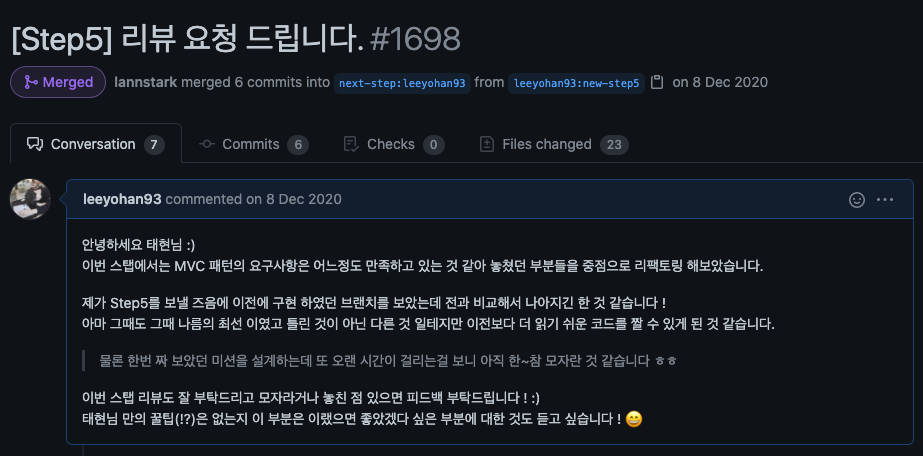 [Step5] 리뷰 요청 드립니다. #1698
Merged lannstark merged 6 commits into next-step:leeyohan93 from leeyohan93:new-step5 on 8 Dec 2020
Conversation 7 Commits 6 Checks 0 Files changed 23
leeyohan93 commented on 8 Dec 2020
안녕하세요 태현님 :)
이번 스탭에서는 MVC 패턴의 요구사항은 어느정도 만족하고 있는 것 같아 놓쳤던 부분들을 중점으로 리팩토링 해보았습니다.
제가 Step5를 보낼 즈음에 이전에 구현 하였던 브랜치를 보았는데 전과 비교해서 나아지긴 한 것 같습니다 !
아마 그때도 그때 나름의 최선 이였고 틀린 것이 아닌 다른 것 일테지만 이전보다 더 읽기 쉬운 코드를 짤 수 있게 된 것 같습니다.
물론 한번 짜 보았던 미션을 설계하는데 또 오랜 시간이 걸리는걸 보니 아직 한~참 모자란 것 같습니다 ㅎㅎ
이번 스탭 리뷰도 잘 부탁드리고 모자라거나 놓친 점 있으면 피드백 부탁드립니다 ! :)
태현님 만의 꿀팁(!?)은 없는지 이 부분은 이랬으면 좋았겠다 싶은 부분에 대한 것도 듣고 싶습니다 ! 😄